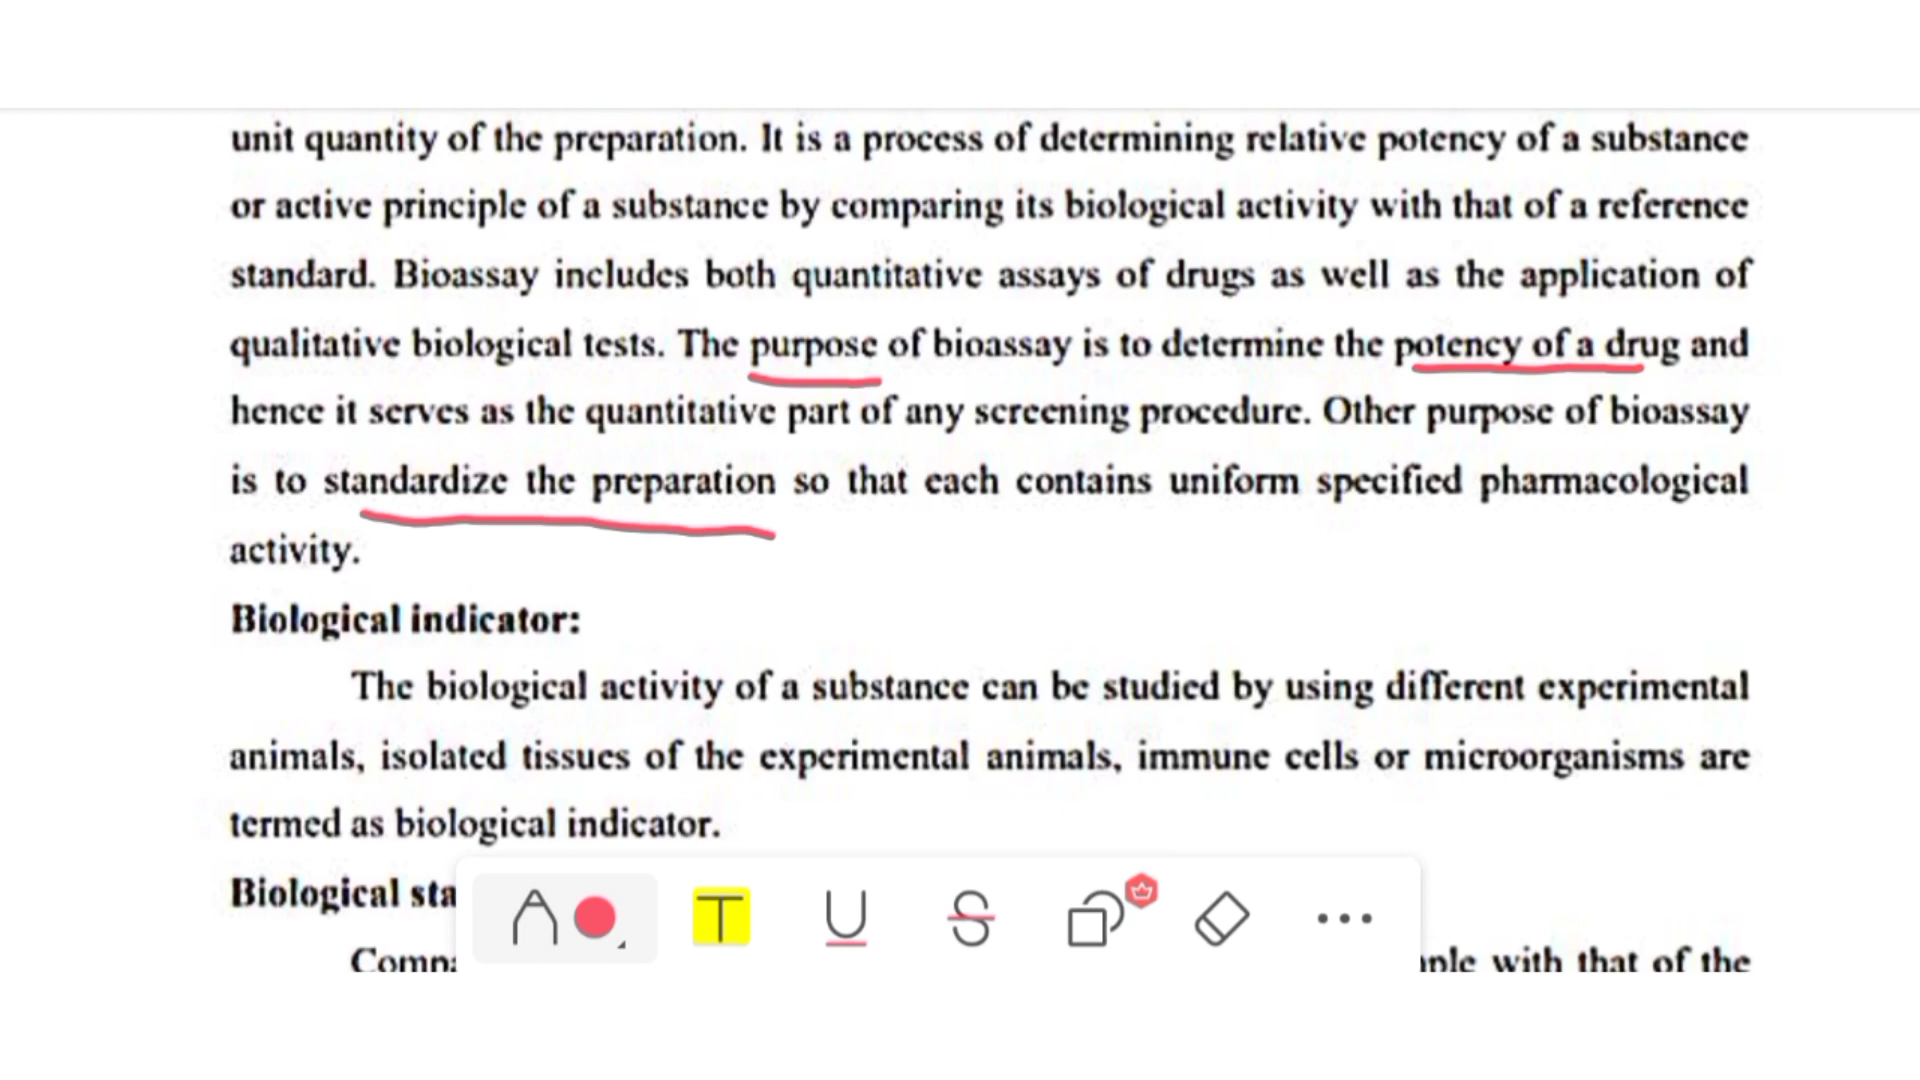 unit quantity of the preparation. It is a process of determining relative potency of a substance
or active principle of a substance by comparing its biological activity with that of a reference
standard. Bioassay includes both quantitative assays of drugs as well as the application of
qualitative biological tests. The purpose of bioassay is to determine the potency of a drug and
hence it serves as the quantitative part of any screening procedure. Other purpose of bioassay
is to standardize the preparation so that each contains uniform specified pharmacological
activity.
Biological indicator:
The biological activity of a substance can be studied by using different experimental
animals, isolated tissues of the experimental animals, immune cells or microorganisms are
termed as biological indicator.
Biological
with that of the